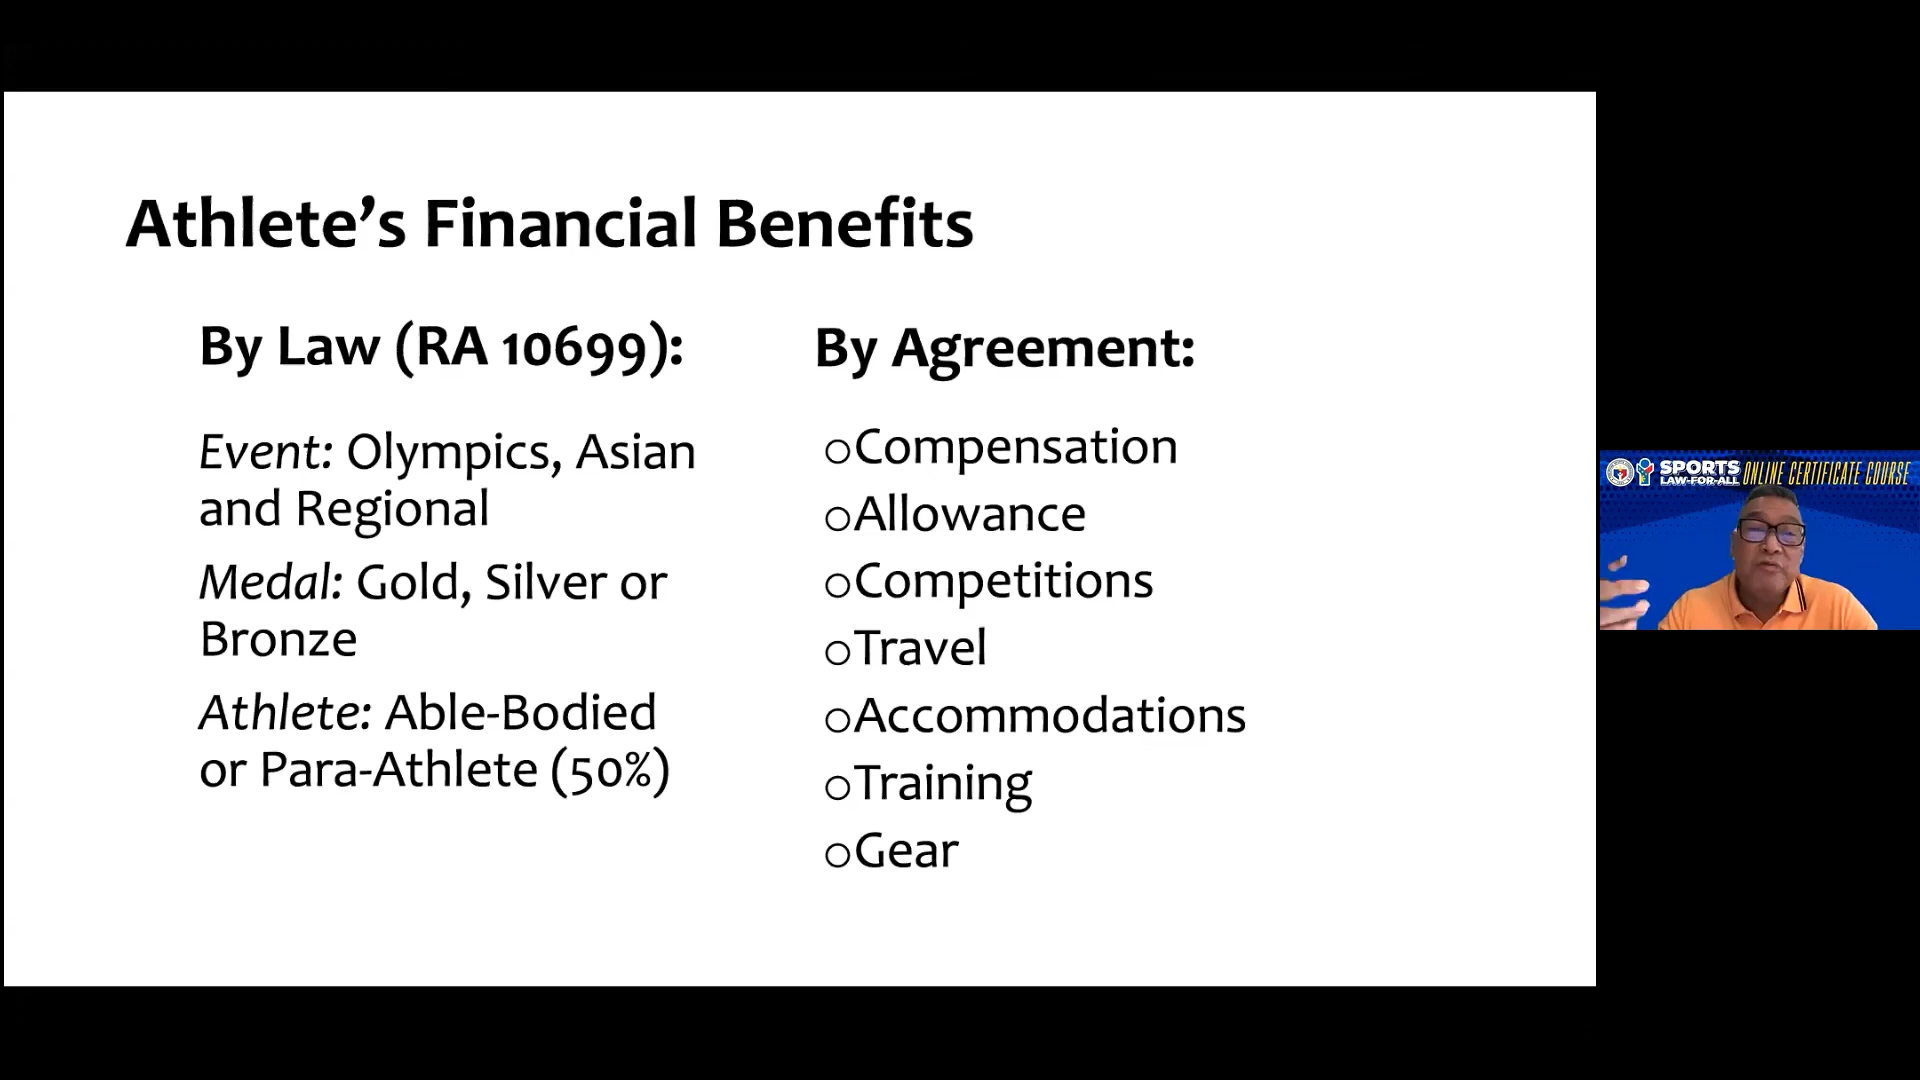 Athlete’s Financial Benefits
By Law (RA 10699):
Event: Olympics, Asian
and Regional
Medal: Gold, Silver or
Bronze
Athlete: Able-Bodied
or Para-Athlete (50%)
By Agreement:
oCompensation
oAllowance
oCompetitions
oTravel
oAccommodations
oTraining
oGear
SPORTS
LAW-FOR-ALL
ONLINE CERTIFICATE COURSE